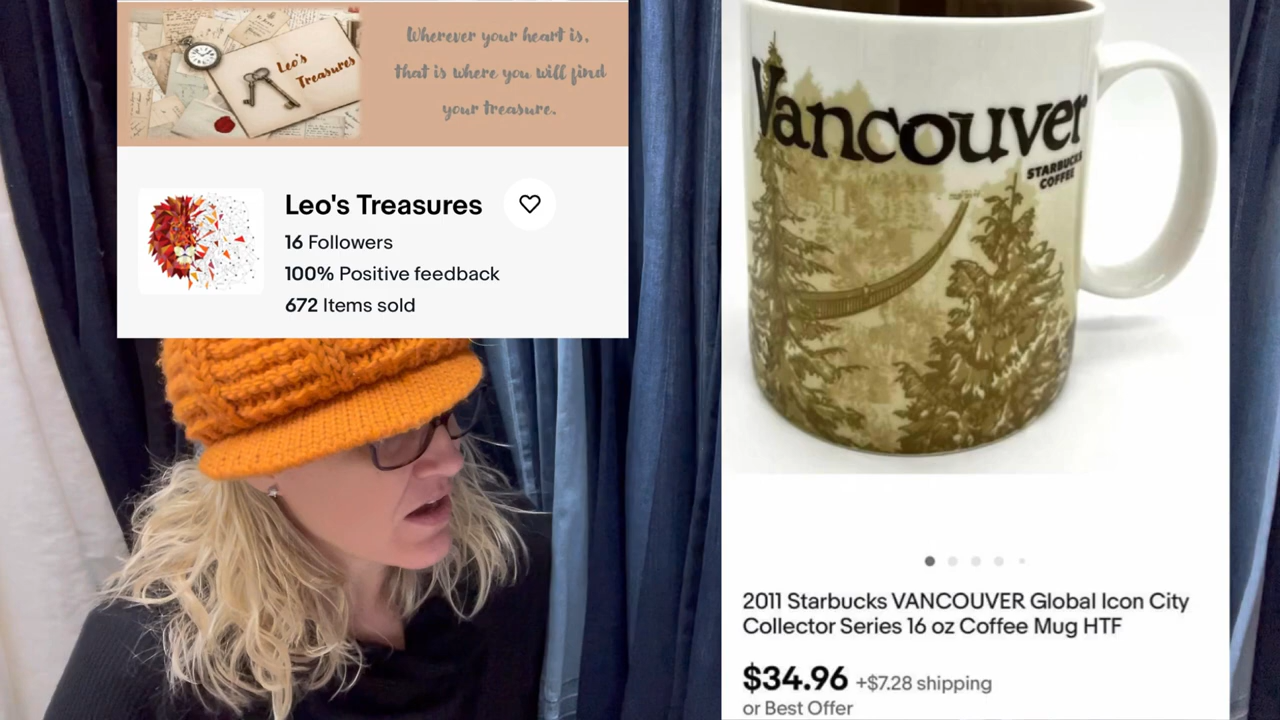 Leo's
Treasures
Wherever your heart is,
that is where you will find
your treasure.
Leo's Treasures
16 Followers
100% Positive feedback
672 Items sold
Vancouver
STARBUCKS
COFFEE
2011 Starbucks VANCOUVER Global Icon City
Collector Series 16 oz Coffee Mug HTF
$34.96 +$7.28 shipping
or Best Offer